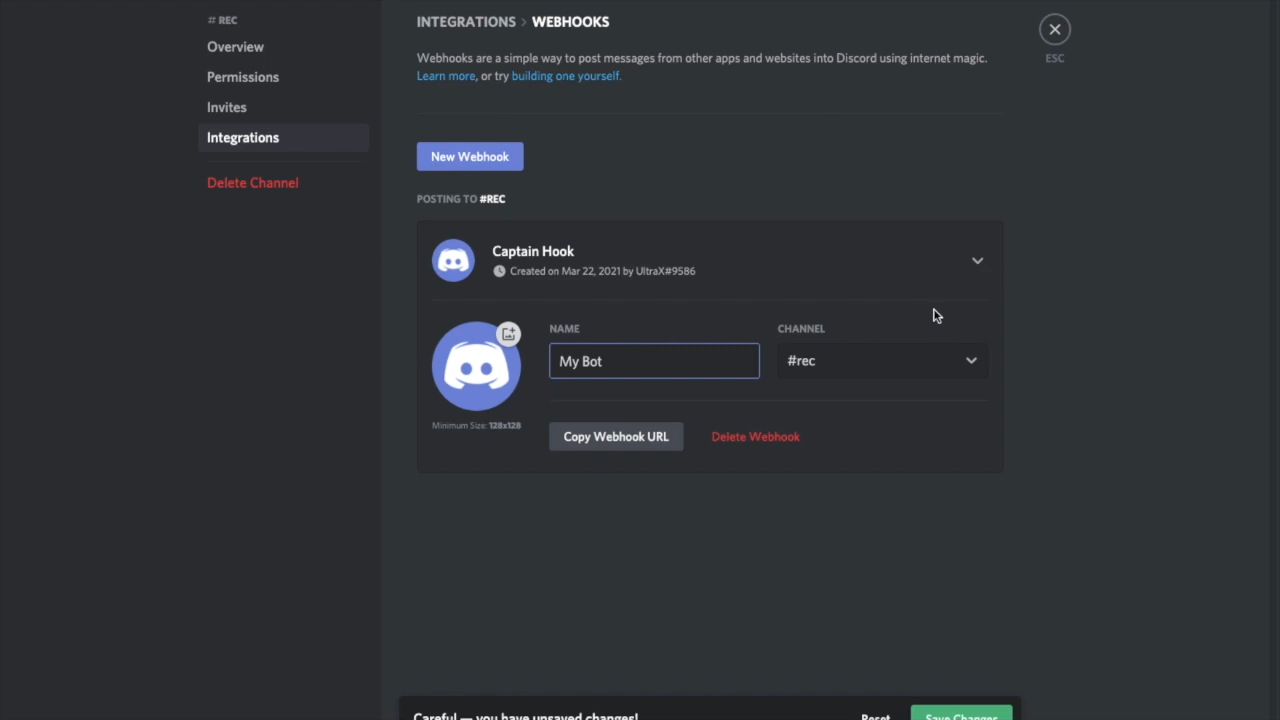 # REC
Overview
Permissions
Invites
Integrations
Delete Channel
INTEGRATIONS > WEBHOOKS
Webhooks are a simple way to post messages from other apps and websites into Discord using internet magic.
Learn more, or try building one yourself.
ESC
New Webhook
POSTING TO #REC
Captain Hook
Created on Mar 22, 2021 by UltraX#9586
NAME
CHANNEL
My Bot
#rec
Minimum Size: 128x128
Copy Webhook URL
Delete Webhook
Careful — you have unsaved changes!
Reset
Save Changes